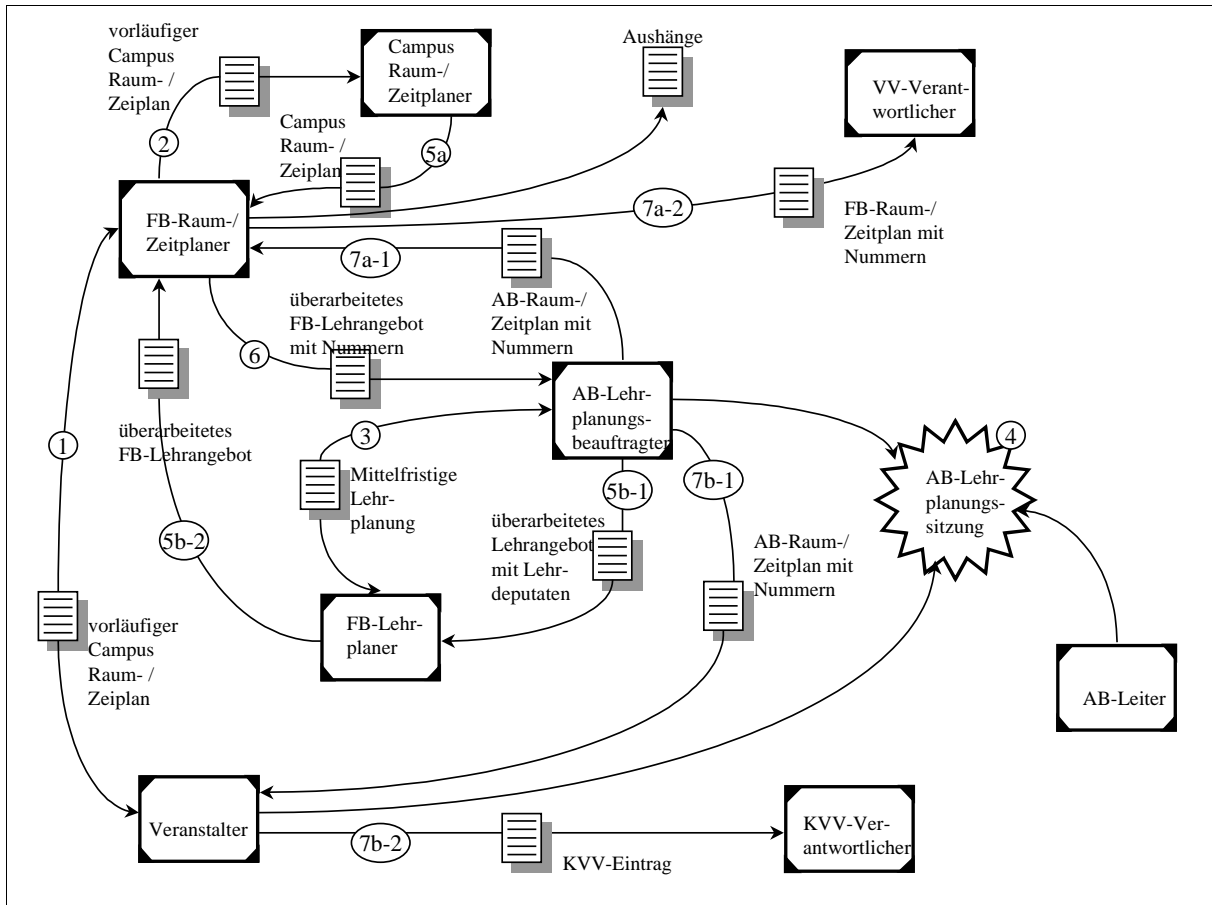 vorläufiger
Campus
Raum- /
Zeiplan
2
Campus
Raum-/
Zeitplaner
Aushänge
VV-Verant-
wortlicher
Campus
Raum- /
Zeiplan
5a
FB-Raum-/
Zeitplaner
7a-2
FB-Raum-/
Zeitplan mit
Nummern
7a-1
AB-Raum-/
Zeitplan mit
Nummern
überarbeitetes
FB-Lehrangebot
mit Nummern
6
AB-Lehr-
planungs-
beauftragter
1
überarbeitetes
FB-Lehrangebot
3
Mittelfristige
Lehr-
planung
5b-1
7b-1
4
AB-Lehr-
planungs-
sitzung
5b-2
überarbeitetes
Lehrangebot
mit Lehr-
deputaten
AB-Raum-/
Zeitplan mit
Nummern
vorläufiger
Campus
Raum- /
Zeiplan
FB-Lehr-
planer
AB-Leiter
Veranstalter
7b-2
KVV-Eintrag
KVV-Ver-
antwortlicher